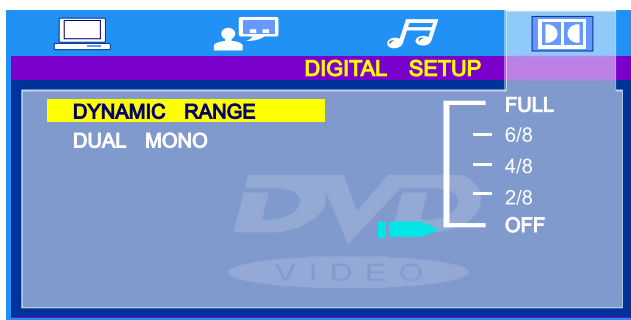 DIGITAL SETUP
DYNAMIC RANGE
DUAL MONO
FULL
6/8
4/8
2/8
OFF
DVD
VIDEO